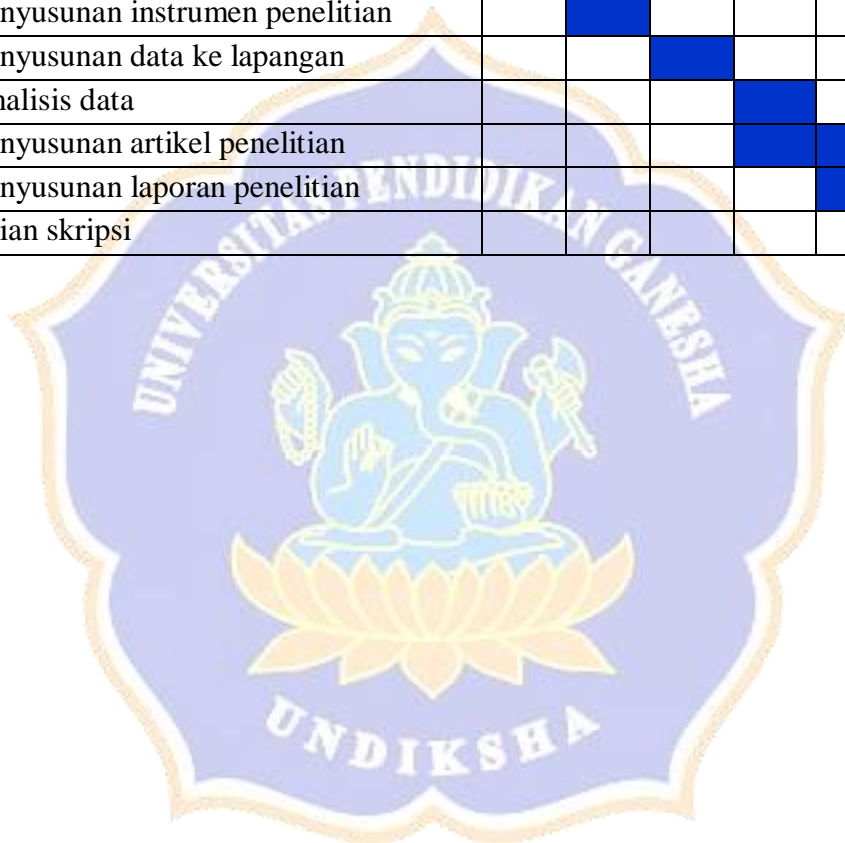 nyusunan instrumen penelitian
nyusunan data ke lapangan
nalisis data
nyusunan artikel penelitian
nyusunan laporan penelitian
ian skripsi
UNIVERSITAS PENDIDIKAN GANESHA
UNDIKSHA